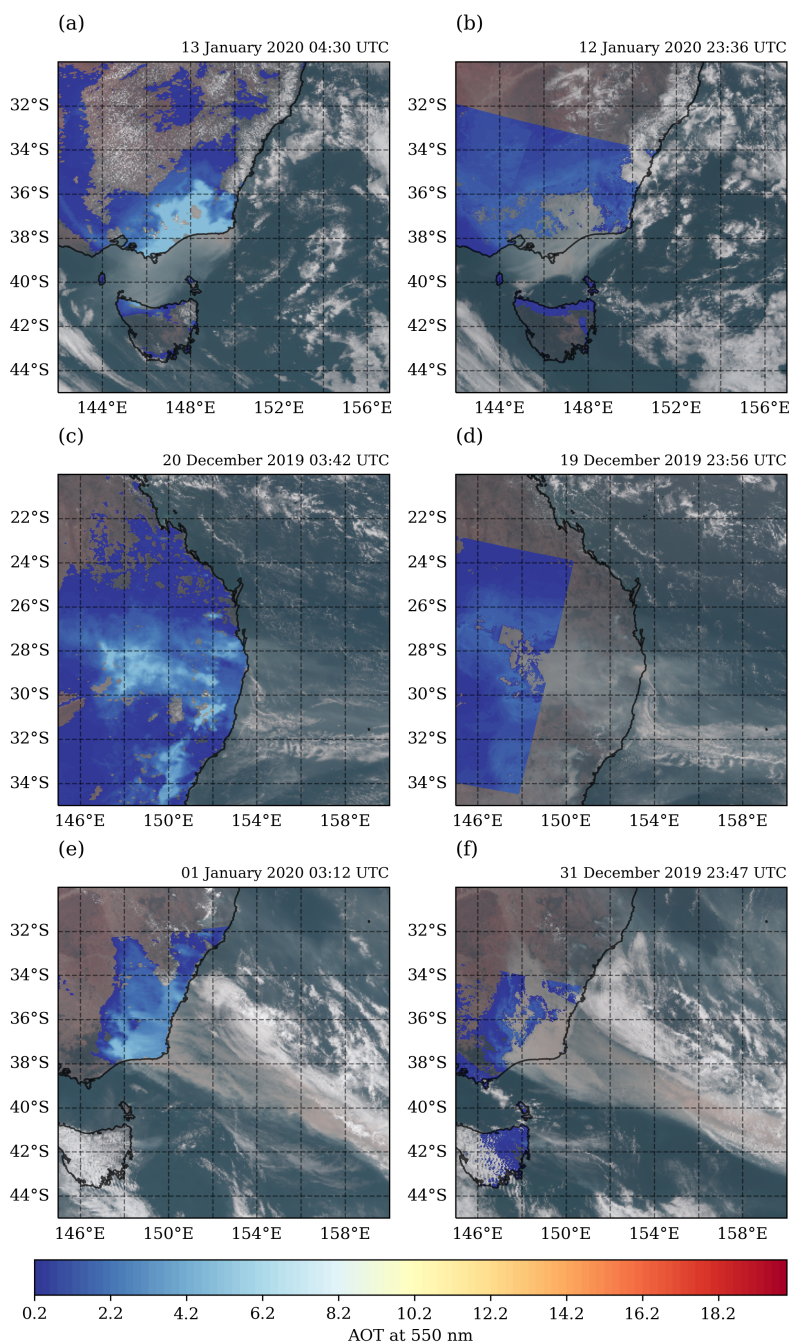 (a)
13 January 2020 04:30 UTC
32°S
34°S
36°S
38°S
40°S
42°S
44°S
144°E 148°E 152°E 156°E
(b)
12 January 2020 23:36 UTC
32°S
34°S
36°S
38°S
40°S
42°S
44°S
144°E 148°E 152°E 156°E
(c)
20 December 2019 03:42 UTC
22°S
24°S
26°S
28°S
30°S
32°S
34°S
146°E 150°E 154°E 158°E
(d)
19 December 2019 23:56 UTC
22°S
24°S
26°S
28°S
30°S
32°S
34°S
146°E 150°E 154°E 158°E
(e)
01 January 2020 03:12 UTC
32°S
34°S
36°S
38°S
40°S
42°S
44°S
146°E 150°E 154°E 158°E
(f)
31 December 2019 23:47 UTC
32°S
34°S
36°S
38°S
40°S
42°S
44°S
146°E 150°E 154°E 158°E
0.2 2.2 4.2 6.2 8.2 10.2 12.2 14.2 16.2 18.2
AOT at 550 nm